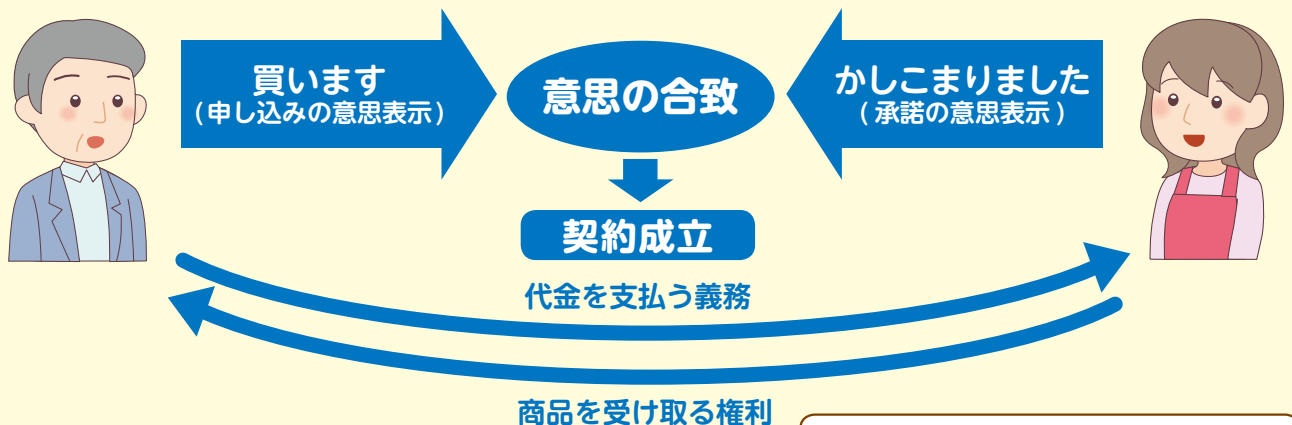 買います
(申し込みの意思表示)
意思の合致
かしこまりました
(承諾の意思表示)
契約成立
代金を支払う義務
商品を受け取る権利